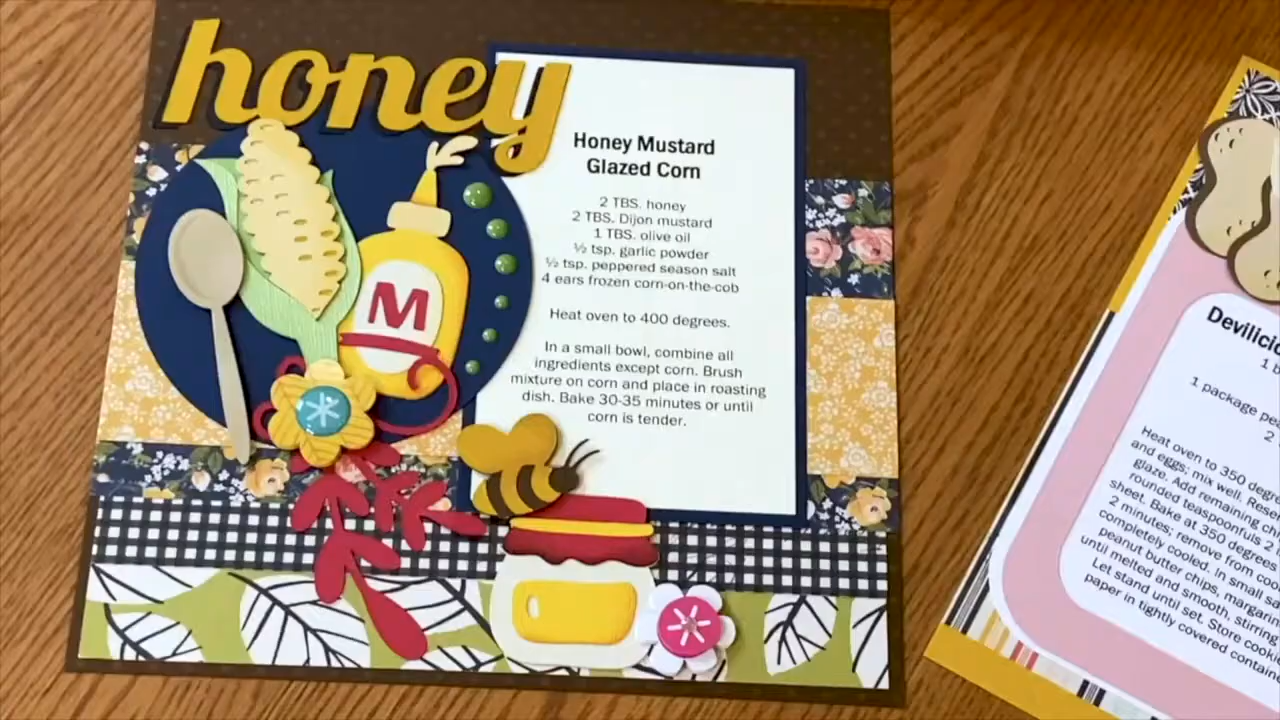 honey
Honey Mustard
Glazed Corn
2 TBS. honey
2 TBS. Dijon mustard
1 TBS. olive oil
½ tsp. garlic powder
½ tsp. peppered season salt
4 ears frozen corn-on-the-cob
Heat oven to 400 degrees.
In a small bowl, combine all
ingredients except corn. Brush
mixture on corn and place in roasting
dish. Bake 30-35 minutes or until
corn is tender.
M
1
1 package
2
Heat oven to 350
and eggs; mix well.
glaze. Add remaining
rounded teaspoonfuls 2
sheet. Bake at 350 degrees
2 minutes; remove from
completely cooled. In small
peanut butter chips,
until melted and smooth, stirring
Let stand until set. Store
paper in tightly covered